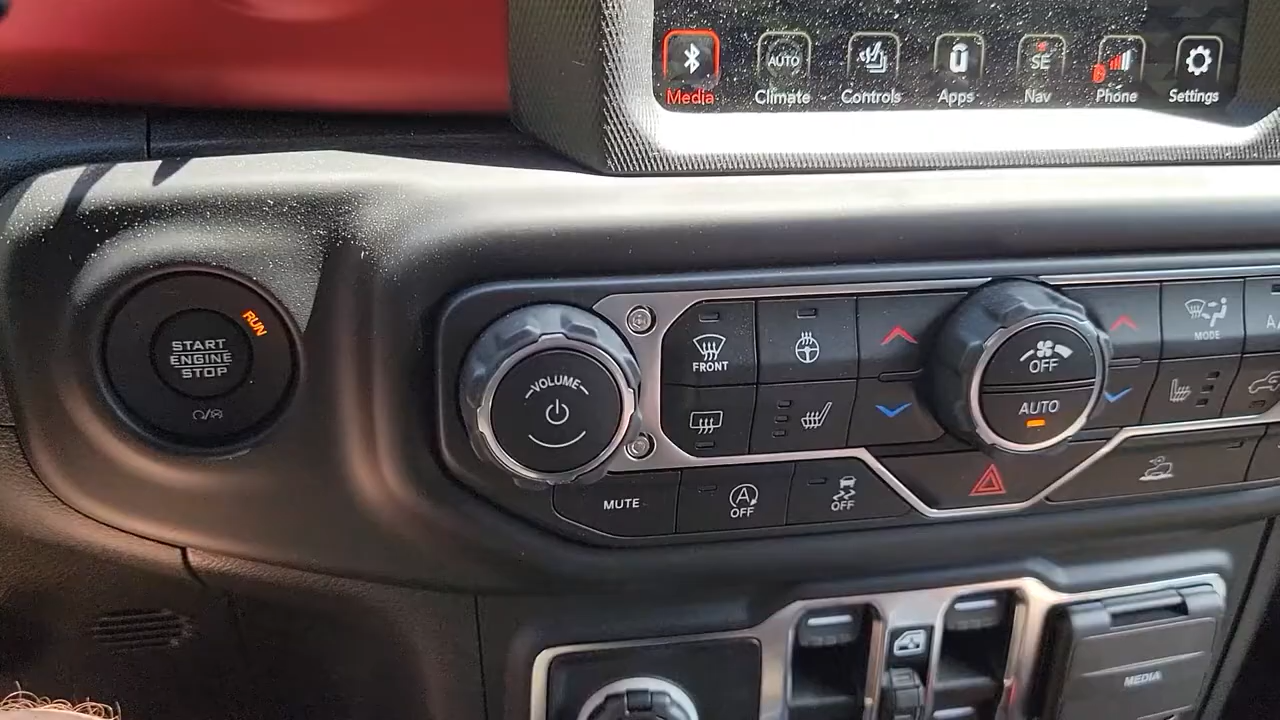 AUTO
SE
Media
Climate
Controls
Apps
Nav
Phone
Settings
RUN
START
ENGINE
STOP
VOLUME
FRONT
OFF
AUTO
MODE
MUTE
A
OFF
OFF
MEDIA